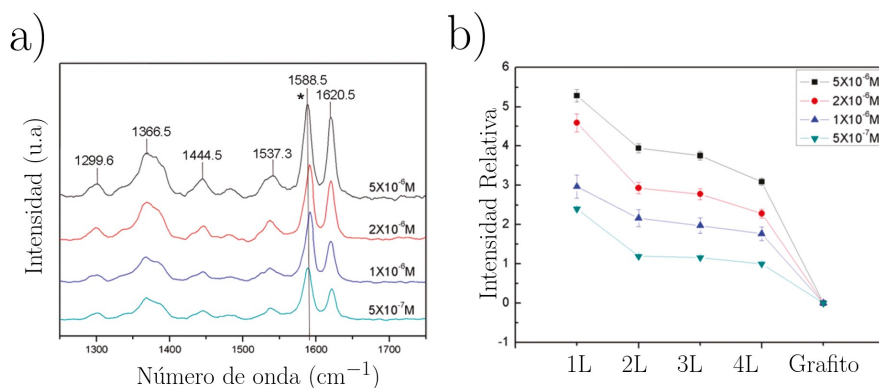 a)
1588.5
*
1620.5
1366.5
1299.6
1444.5
1537.3
5X10⁻⁶M
2X10⁻⁶M
1X10⁻⁶M
5X10⁻⁷M
Intensidad (u.a)
1300 1400 1500 1600 1700
Número de onda (cm⁻¹)
b)
6
5
4
3
2
1
0
-1
Intensidad Relativa
5X10⁻⁶M
2X10⁻⁶M
1X10⁻⁶M
5X10⁻⁷M
1L 2L 3L 4L Grafito